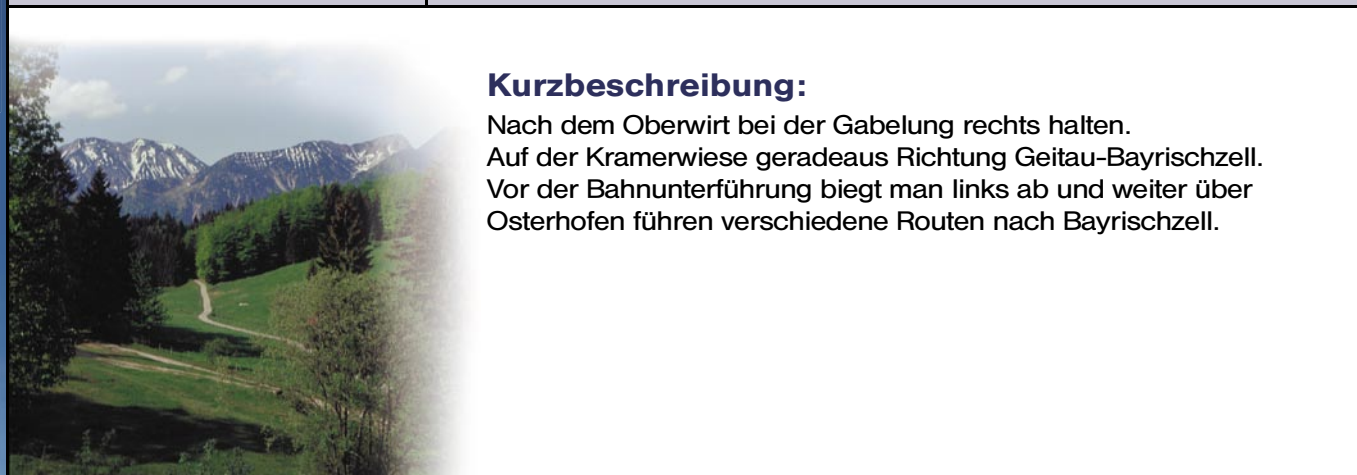 Kurzbeschreibung:
Nach dem Oberwirt bei der Gabelung rechts halten.
Auf der Kramerwiese geradeaus Richtung Geitau-Bayrischzell.
Vor der Bahnunterführung biegt man links ab und weiter über
Osterhofen führen verschiedene Routen nach Bayrischzell.